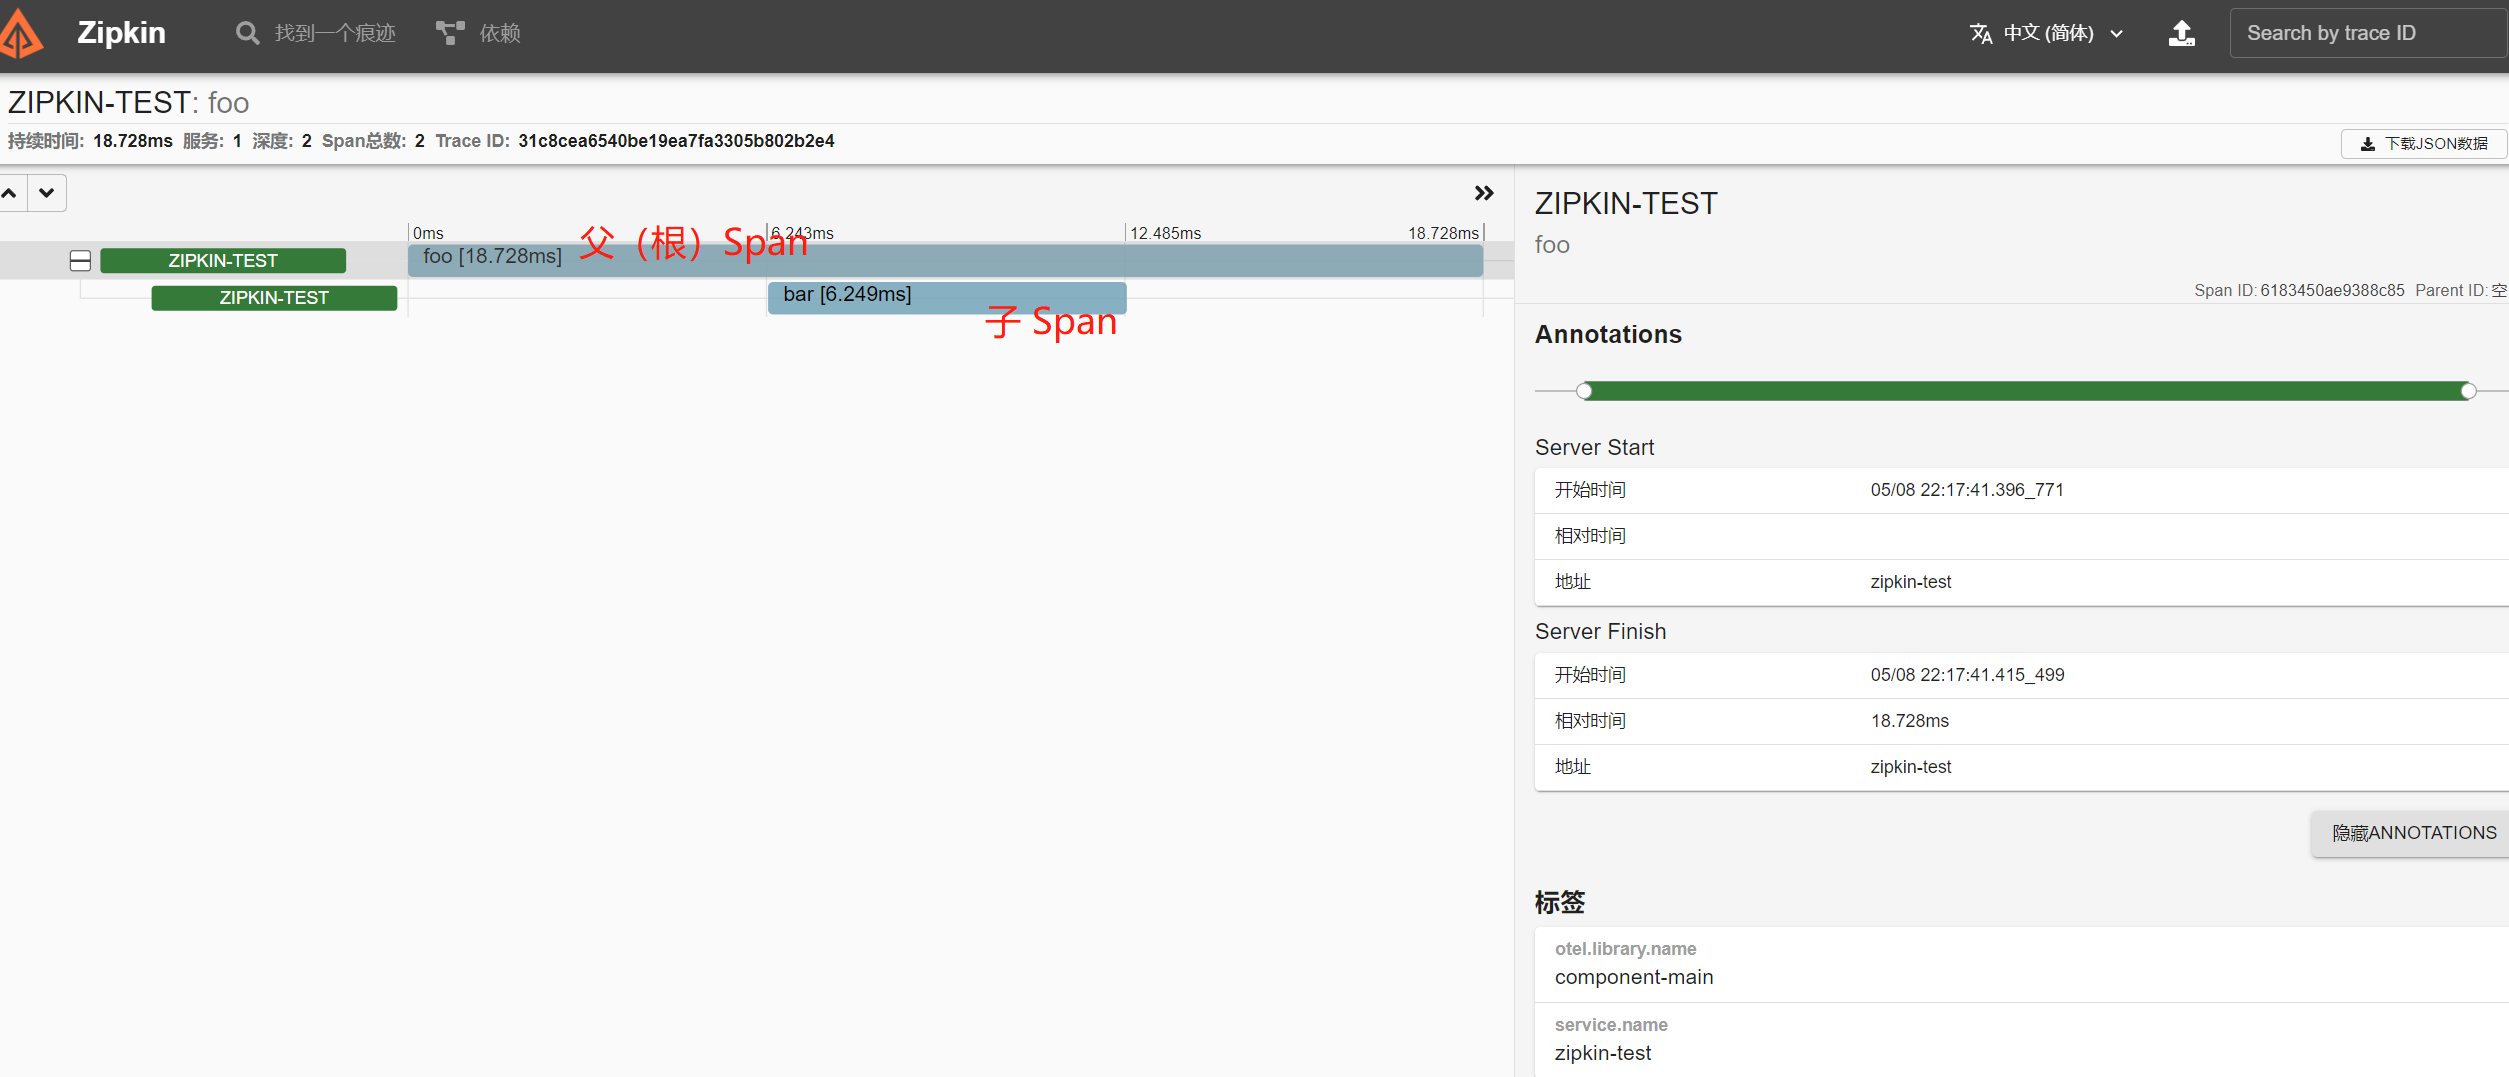 Zipkin 找到一个痕迹 依赖 中文 (简体) Search by trace ID
ZIPKIN-TEST: foo
持续时间: 18.728ms 服务: 1 深度: 2 Span总数: 2 Trace ID: 31c8cea6540be19ea7fa3305b802b2e4
下载JSON数据
0ms 6.243ms 12.485ms 18.728ms
父（根）Span
ZIPKIN-TEST foo [18.728ms]
ZIPKIN-TEST bar [6.249ms]
子 Span
ZIPKIN-TEST
foo
Span ID: 6183450ae9388c85 Parent ID: 空
Annotations
Server Start
开始时间 05/08 22:17:41.396_771
相对时间
地址 zipkin-test
Server Finish
开始时间 05/08 22:17:41.415_499
相对时间 18.728ms
地址 zipkin-test
隐藏ANNOTATIONS
标签
otel.library.name
component-main
service.name
zipkin-test